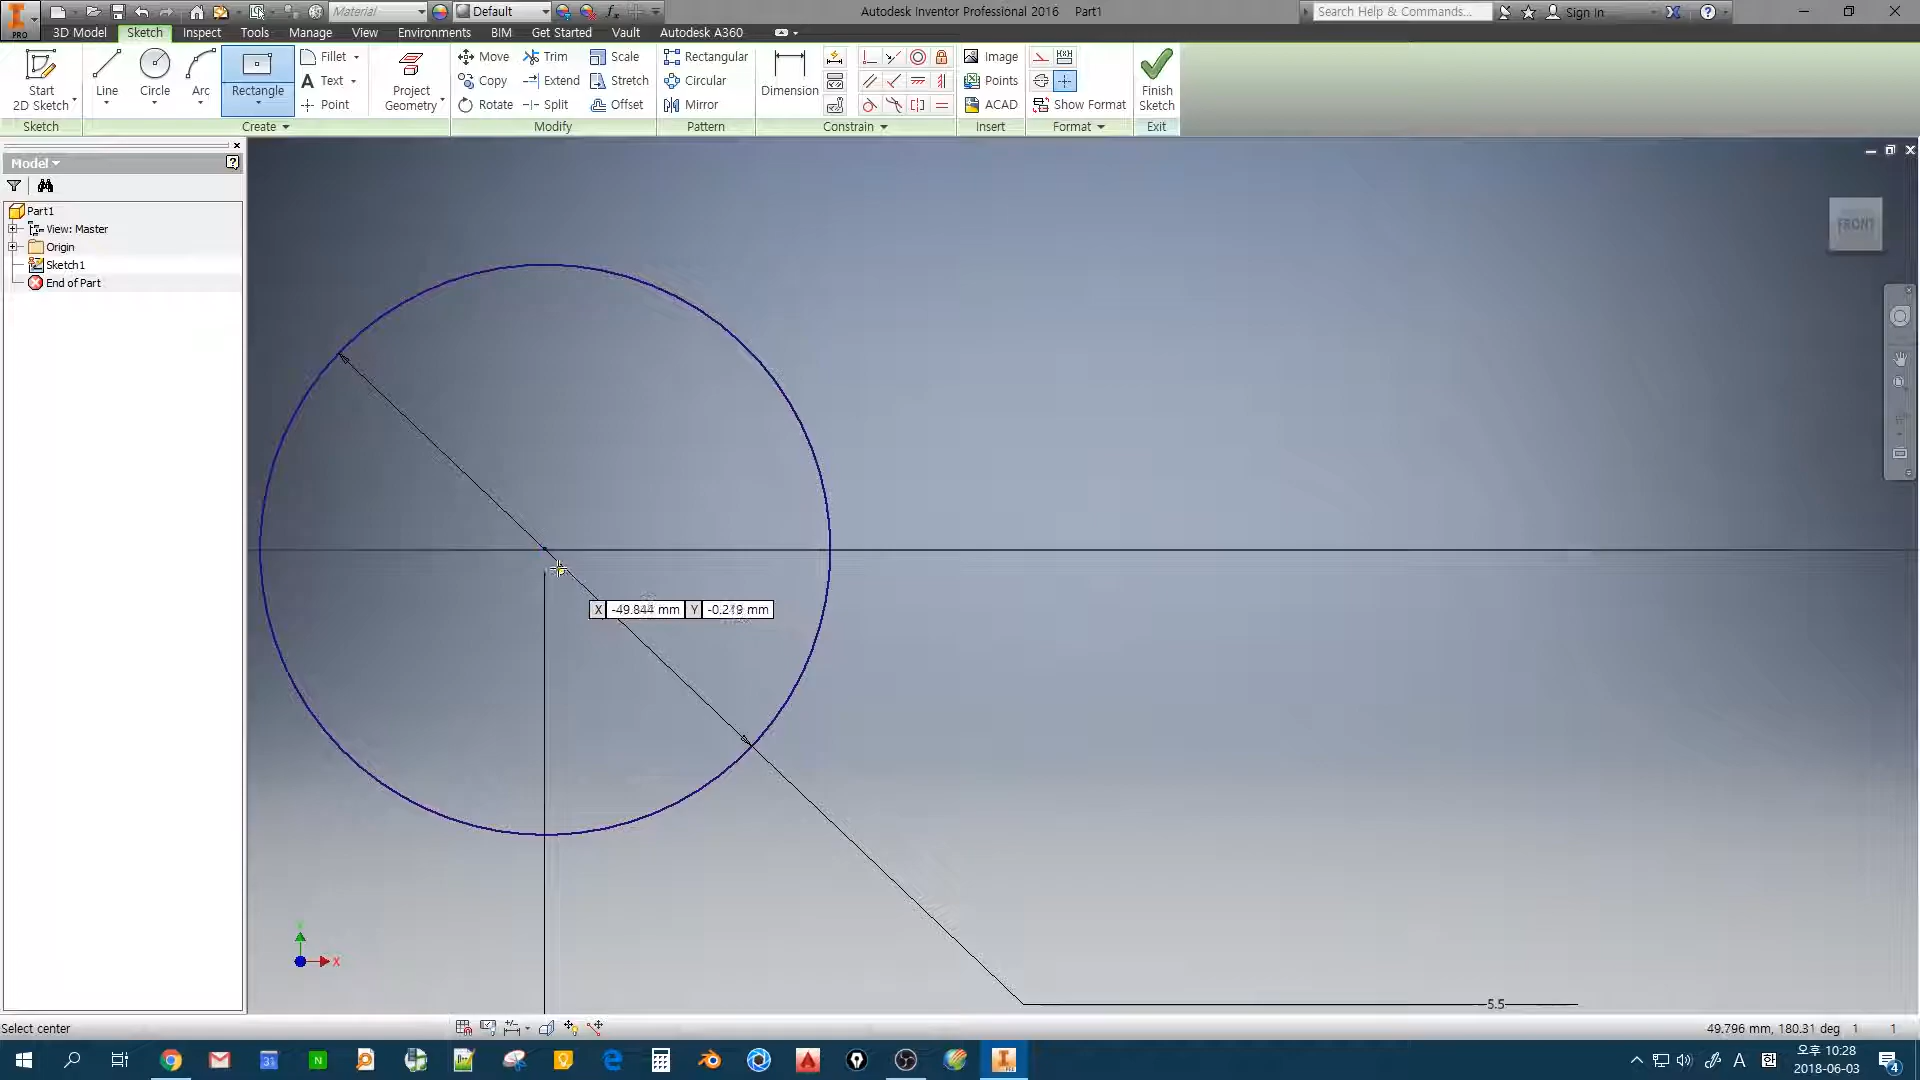 Material
Default
Autodesk Inventor Professional 2016 Part1
Search Help & Commands...
Sign In
PRO
3D Model
Sketch
Inspect
Tools
Manage
View
Environments
BIM
Get Started
Vault
Autodesk A360
Start
2D Sketch
Line
Circle
Arc
Rectangle
Fillet
Text
Point
Project
Geometry
Move
Copy
Rotate
Trim
Extend
Split
Scale
Stretch
Offset
Rectangular
Circular
Mirror
Dimension
Image
Points
ACAD
Show Format
Finish
Sketch
Sketch
Create
Modify
Pattern
Constrain
Insert
Format
Exit
Model
Part1
View: Master
Origin
Sketch1
End of Part
FRONT
X -49.844 mm Y -0.219 mm
X
5.5
Select center
49.796 mm, 180.31 deg 1 1
31
N
A
오후 10:28
2018-06-03
4